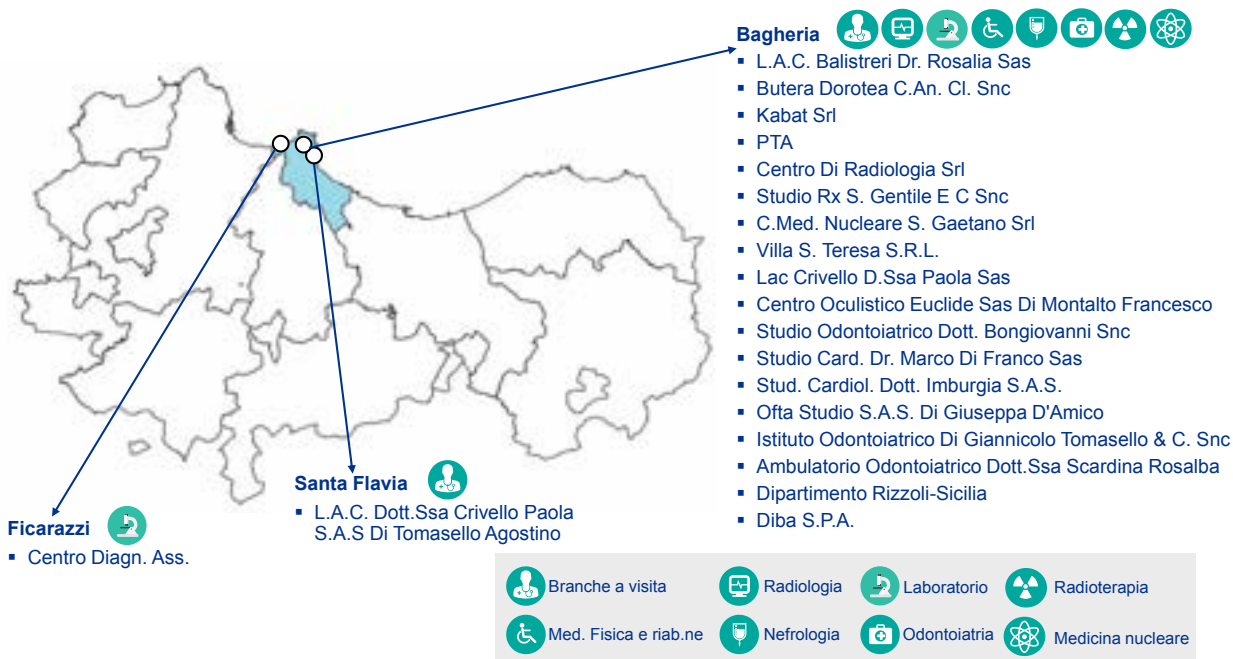 Bagheria
▪ L.A.C. Balistreri Dr. Rosalia Sas
▪ Butera Dorotea C.An. Cl. Snc
▪ Kabat Srl
▪ PTA
▪ Centro Di Radiologia Srl
▪ Studio Rx S. Gentile E C Snc
▪ C.Med. Nucleare S. Gaetano Srl
▪ Villa S. Teresa S.R.L.
▪ Lac Crivello D.Ssa Paola Sas
▪ Centro Oculistico Euclide Sas Di Montalto Francesco
▪ Studio Odontoiatrico Dott. Bongiovanni Snc
▪ Studio Card. Dr. Marco Di Franco Sas
▪ Stud. Cardiol. Dott. Imburgia S.A.S.
▪ Ofta Studio S.A.S. Di Giuseppa D'Amico
▪ Istituto Odontoiatrico Di Giannicolo Tomasello & C. Snc
▪ Ambulatorio Odontoiatrico Dott.Ssa Scardina Rosalba
▪ Dipartimento Rizzoli-Sicilia
▪ Diba S.P.A.
Santa Flavia
▪ L.A.C. Dott.Ssa Crivello Paola
S.A.S Di Tomasello Agostino
Ficarazzi
▪ Centro Diagn. Ass.
Branche a visita
Radiologia
Laboratorio
Radioterapia
Med. Fisica e riab.ne
Nefrologia
Odontoiatria
Medicina nucleare